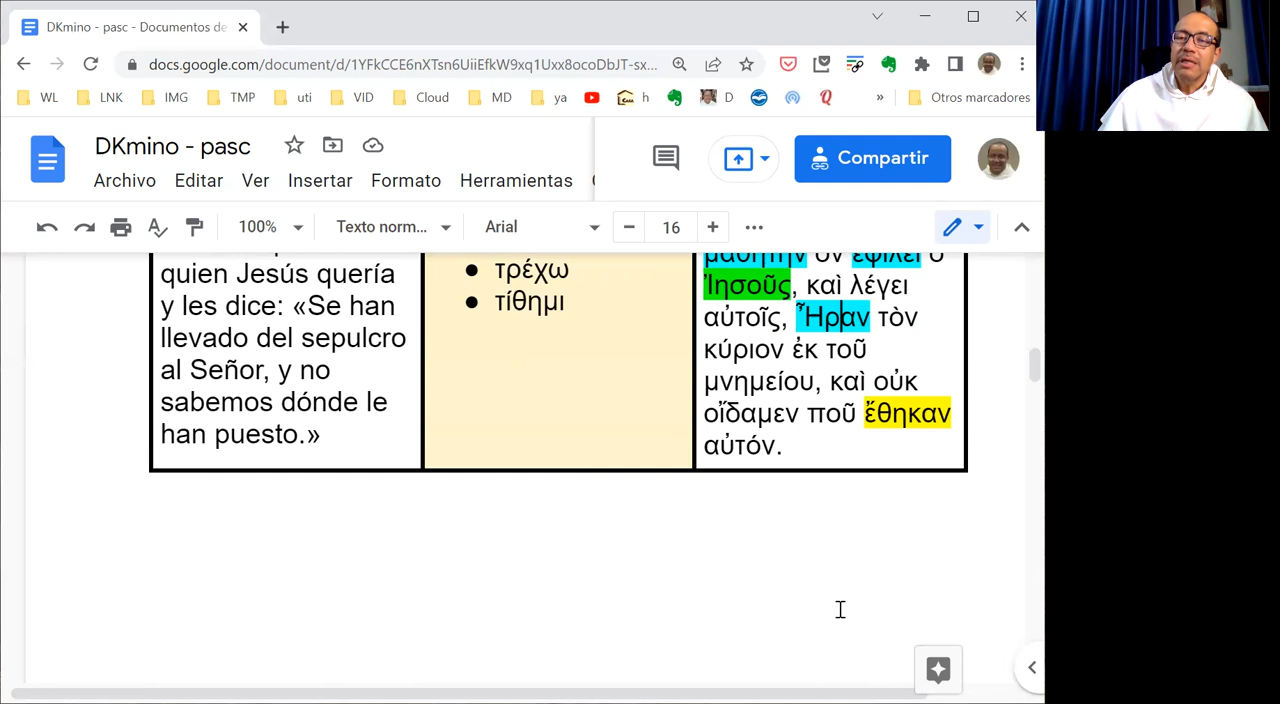 DKmino - pasc - Documentos de
docs.google.com/document/d/1YFkCCE6nXTsn6UiiEfkW9xq1Uxx8ocoDbJT-sx...
WL LNK IMG TMP uti VID Cloud MD ya h D » Otros marcadores
DKmino - pasc
Archivo Editar Ver Insertar Formato Herramientas
Compartir
100% Texto norm... Arial 16
quien Jesús quería
y les dice: «Se han
llevado del sepulcro
al Señor, y no
sabemos dónde le
han puesto.»
● τρέχω
● τίθημι
μαθητὴν ὃν ἐφίλει ὁ
Ἰησοῦς, καὶ λέγει
αὐτοῖς, Ἦραν τὸν
κύριον ἐκ τοῦ
μνημείου, καὶ οὐκ
οἴδαμεν ποῦ ἔθηκαν
αὐτόν.